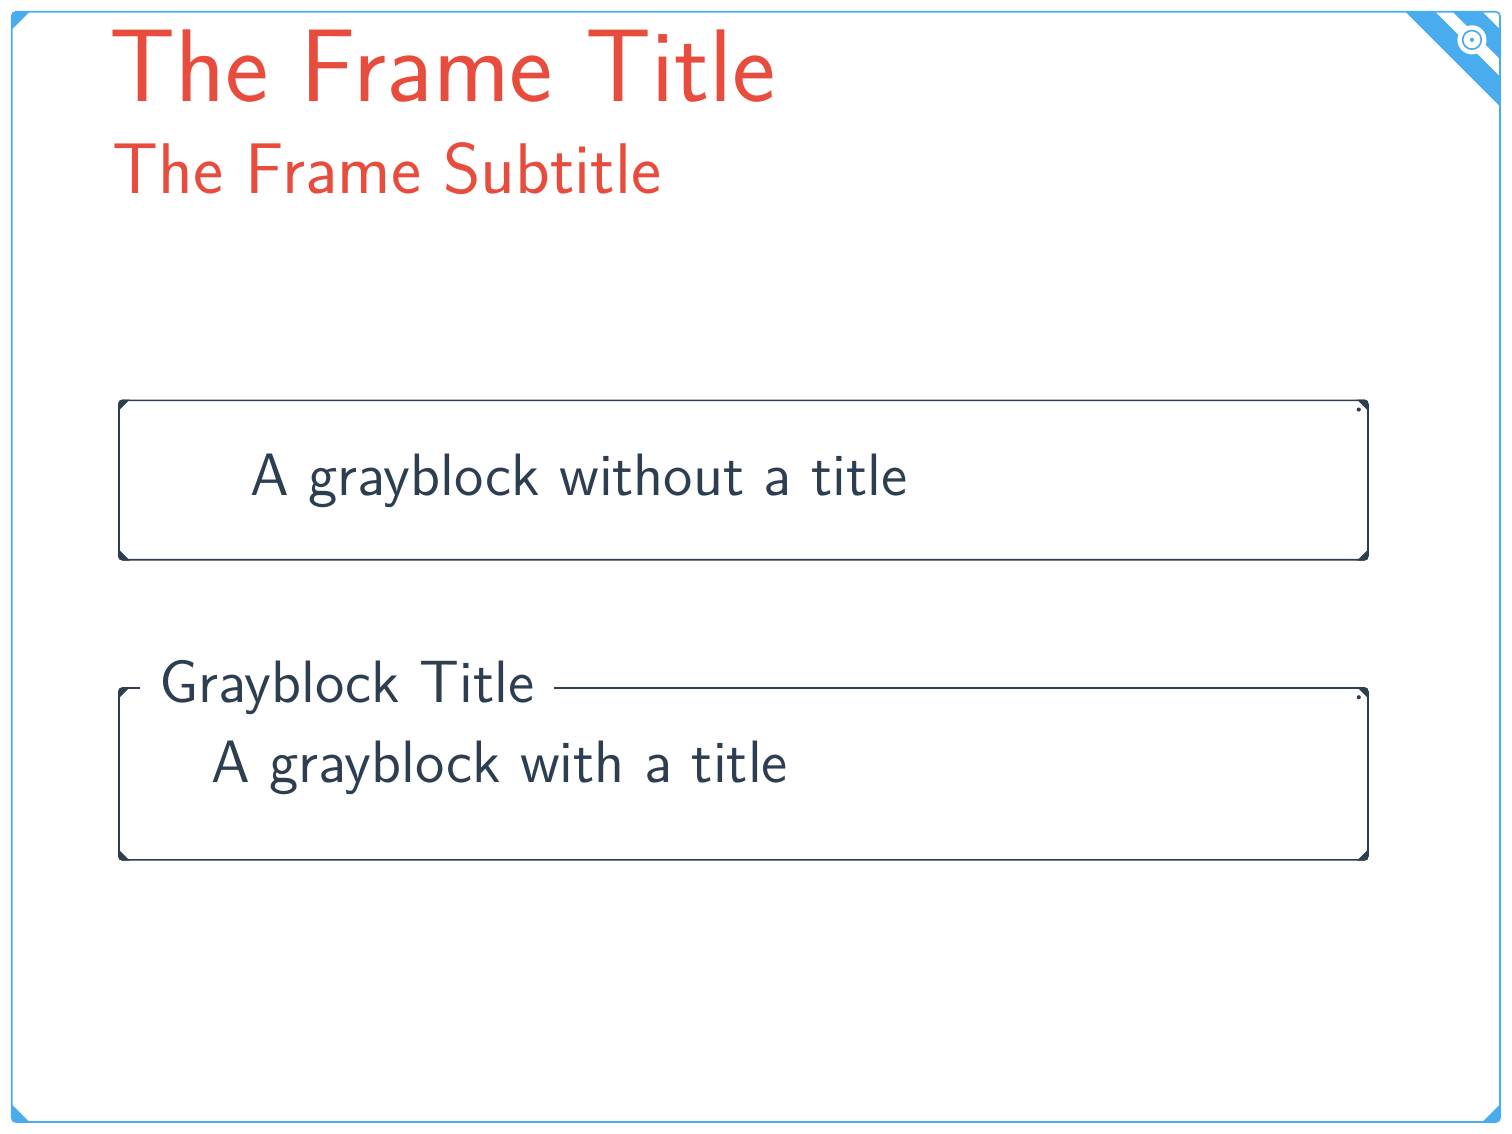 The Frame Title
The Frame Subtitle
A grayblock without a title
Grayblock Title
A grayblock with a title